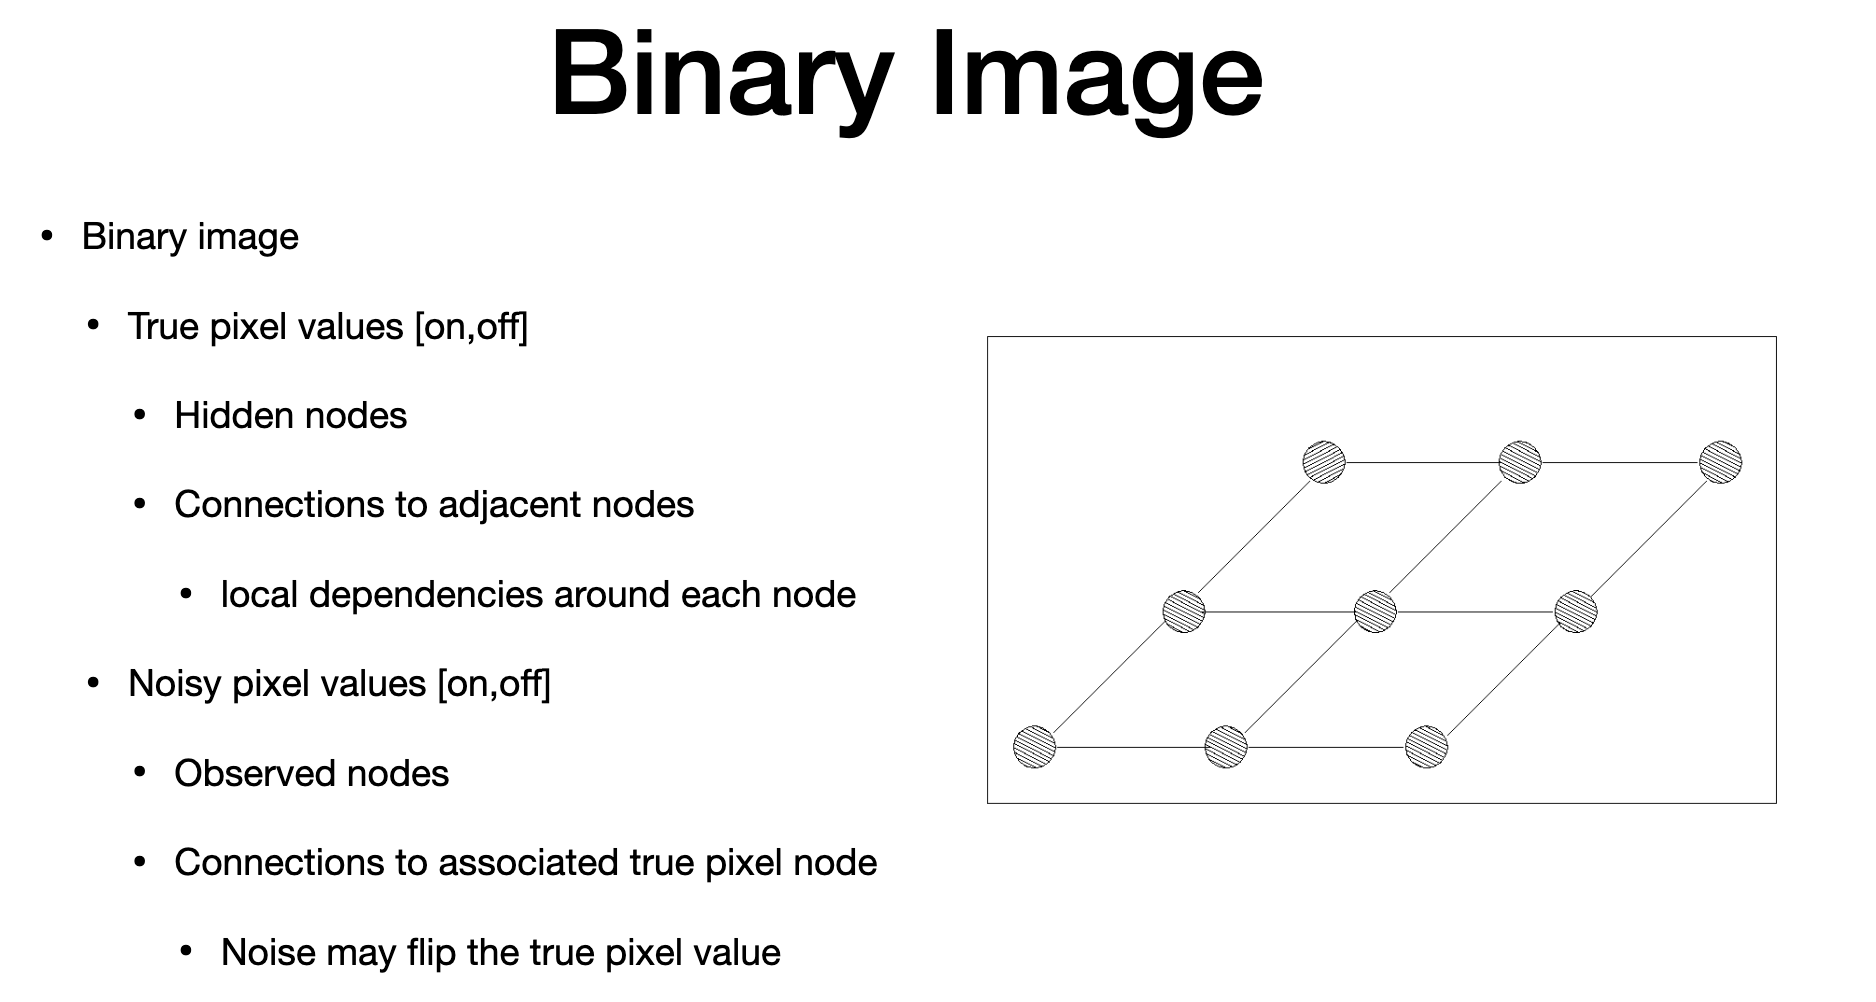 Binary Image
• Binary image
• True pixel values [on,off]
• Hidden nodes
• Connections to adjacent nodes
• local dependencies around each node
• Noisy pixel values [on,off]
• Observed nodes
• Connections to associated true pixel node
• Noise may flip the true pixel value